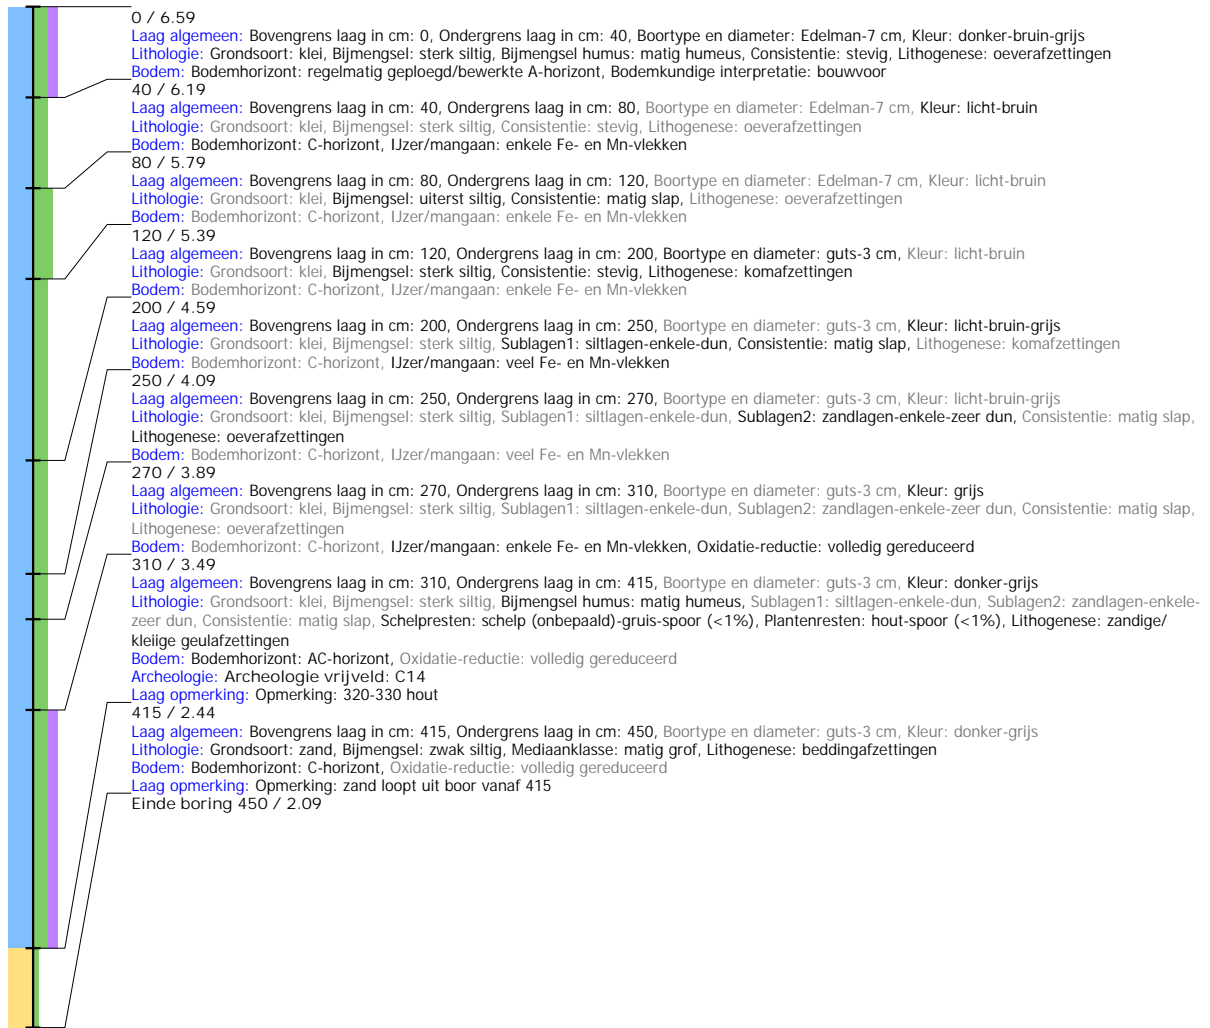 0 / 6.59
Laag algemeen: Bovengrens laag in cm: 0, Ondergrens laag in cm: 40, Boortype en diameter: Edelman-7 cm, Kleur: donker-bruin-grijs
Lithologie: Grondsoort: klei, Bijmengsel: sterk siltig, Bijmengsel humus: matig humeus, Consistentie: stevig, Lithogenese: oeverafzettingen
Bodem: Bodemhorizont: regelmatig geploegd/bewerkte A-horizont, Bodemkundige interpretatie: bouwvoor
40 / 6.19
Laag algemeen: Bovengrens laag in cm: 40, Ondergrens laag in cm: 80, Boortype en diameter: Edelman-7 cm, Kleur: licht-bruin
Lithologie: Grondsoort: klei, Bijmengsel: sterk siltig, Consistentie: stevig, Lithogenese: oeverafzettingen
Bodem: Bodemhorizont: C-horizont, IJzer/mangaan: enkele Fe- en Mn-vlekken
80 / 5.79
Laag algemeen: Bovengrens laag in cm: 80, Ondergrens laag in cm: 120, Boortype en diameter: Edelman-7 cm, Kleur: licht-bruin
Lithologie: Grondsoort: klei, Bijmengsel: uiterst siltig, Consistentie: matig slap, Lithogenese: oeverafzettingen
Bodem: Bodemhorizont: C-horizont, IJzer/mangaan: enkele Fe- en Mn-vlekken
120 / 5.39
Laag algemeen: Bovengrens laag in cm: 120, Ondergrens laag in cm: 200, Boortype en diameter: guts-3 cm, Kleur: licht-bruin
Lithologie: Grondsoort: klei, Bijmengsel: sterk siltig, Consistentie: stevig, Lithogenese: komafzettingen
Bodem: Bodemhorizont: C-horizont, IJzer/mangaan: enkele Fe- en Mn-vlekken
200 / 4.59
Laag algemeen: Bovengrens laag in cm: 200, Ondergrens laag in cm: 250, Boortype en diameter: guts-3 cm, Kleur: licht-bruin-grijs
Lithologie: Grondsoort: klei, Bijmengsel: sterk siltig, Sublagen1: siltlagen-enkele-dun, Consistentie: matig slap, Lithogenese: komafzettingen
Bodem: Bodemhorizont: C-horizont, IJzer/mangaan: veel Fe- en Mn-vlekken
250 / 4.09
Laag algemeen: Bovengrens laag in cm: 250, Ondergrens laag in cm: 270, Boortype en diameter: guts-3 cm, Kleur: licht-bruin-grijs
Lithologie: Grondsoort: klei, Bijmengsel: sterk siltig, Sublagen1: siltlagen-enkele-dun, Sublagen2: zandlagen-enkele-zeer dun, Consistentie: matig slap,
Lithogenese: oeverafzettingen
Bodem: Bodemhorizont: C-horizont, IJzer/mangaan: veel Fe- en Mn-vlekken
270 / 3.89
Laag algemeen: Bovengrens laag in cm: 270, Ondergrens laag in cm: 310, Boortype en diameter: guts-3 cm, Kleur: grijs
Lithologie: Grondsoort: klei, Bijmengsel: sterk siltig, Sublagen1: siltlagen-enkele-dun, Sublagen2: zandlagen-enkele-zeer dun, Consistentie: matig slap,
Lithogenese: oeverafzettingen
Bodem: Bodemhorizont: C-horizont, IJzer/mangaan: enkele Fe- en Mn-vlekken, Oxidatie-reductie: volledig gereduceerd
310 / 3.49
Laag algemeen: Bovengrens laag in cm: 310, Ondergrens laag in cm: 415, Boortype en diameter: guts-3 cm, Kleur: donker-grijs
Lithologie: Grondsoort: klei, Bijmengsel: sterk siltig, Bijmengsel humus: matig humeus, Sublagen1: siltlagen-enkele-dun, Sublagen2: zandlagen-enkele-
zeer dun, Consistentie: matig slap, Schelpresten: schelp (onbepaald)-gruis-spoor (<1%), Plantenresten: hout-spoor (<1%), Lithogenese: zandige/
kleiige geulafzettingen
Bodem: Bodemhorizont: AC-horizont, Oxidatie-reductie: volledig gereduceerd
Archeologie: Archeologie vrijveld: C14
Laag opmerking: Opmerking: 320-330 hout
415 / 2.44
Laag algemeen: Bovengrens laag in cm: 415, Ondergrens laag in cm: 450, Boortype en diameter: guts-3 cm, Kleur: donker-grijs
Lithologie: Grondsoort: zand, Bijmengsel: zwak siltig, Mediaanklasse: matig grof, Lithogenese: beddingafzettingen
Bodem: Bodemhorizont: C-horizont, Oxidatie-reductie: volledig gereduceerd
Laag opmerking: Opmerking: zand loopt uit boor vanaf 415
Einde boring 450 / 2.09